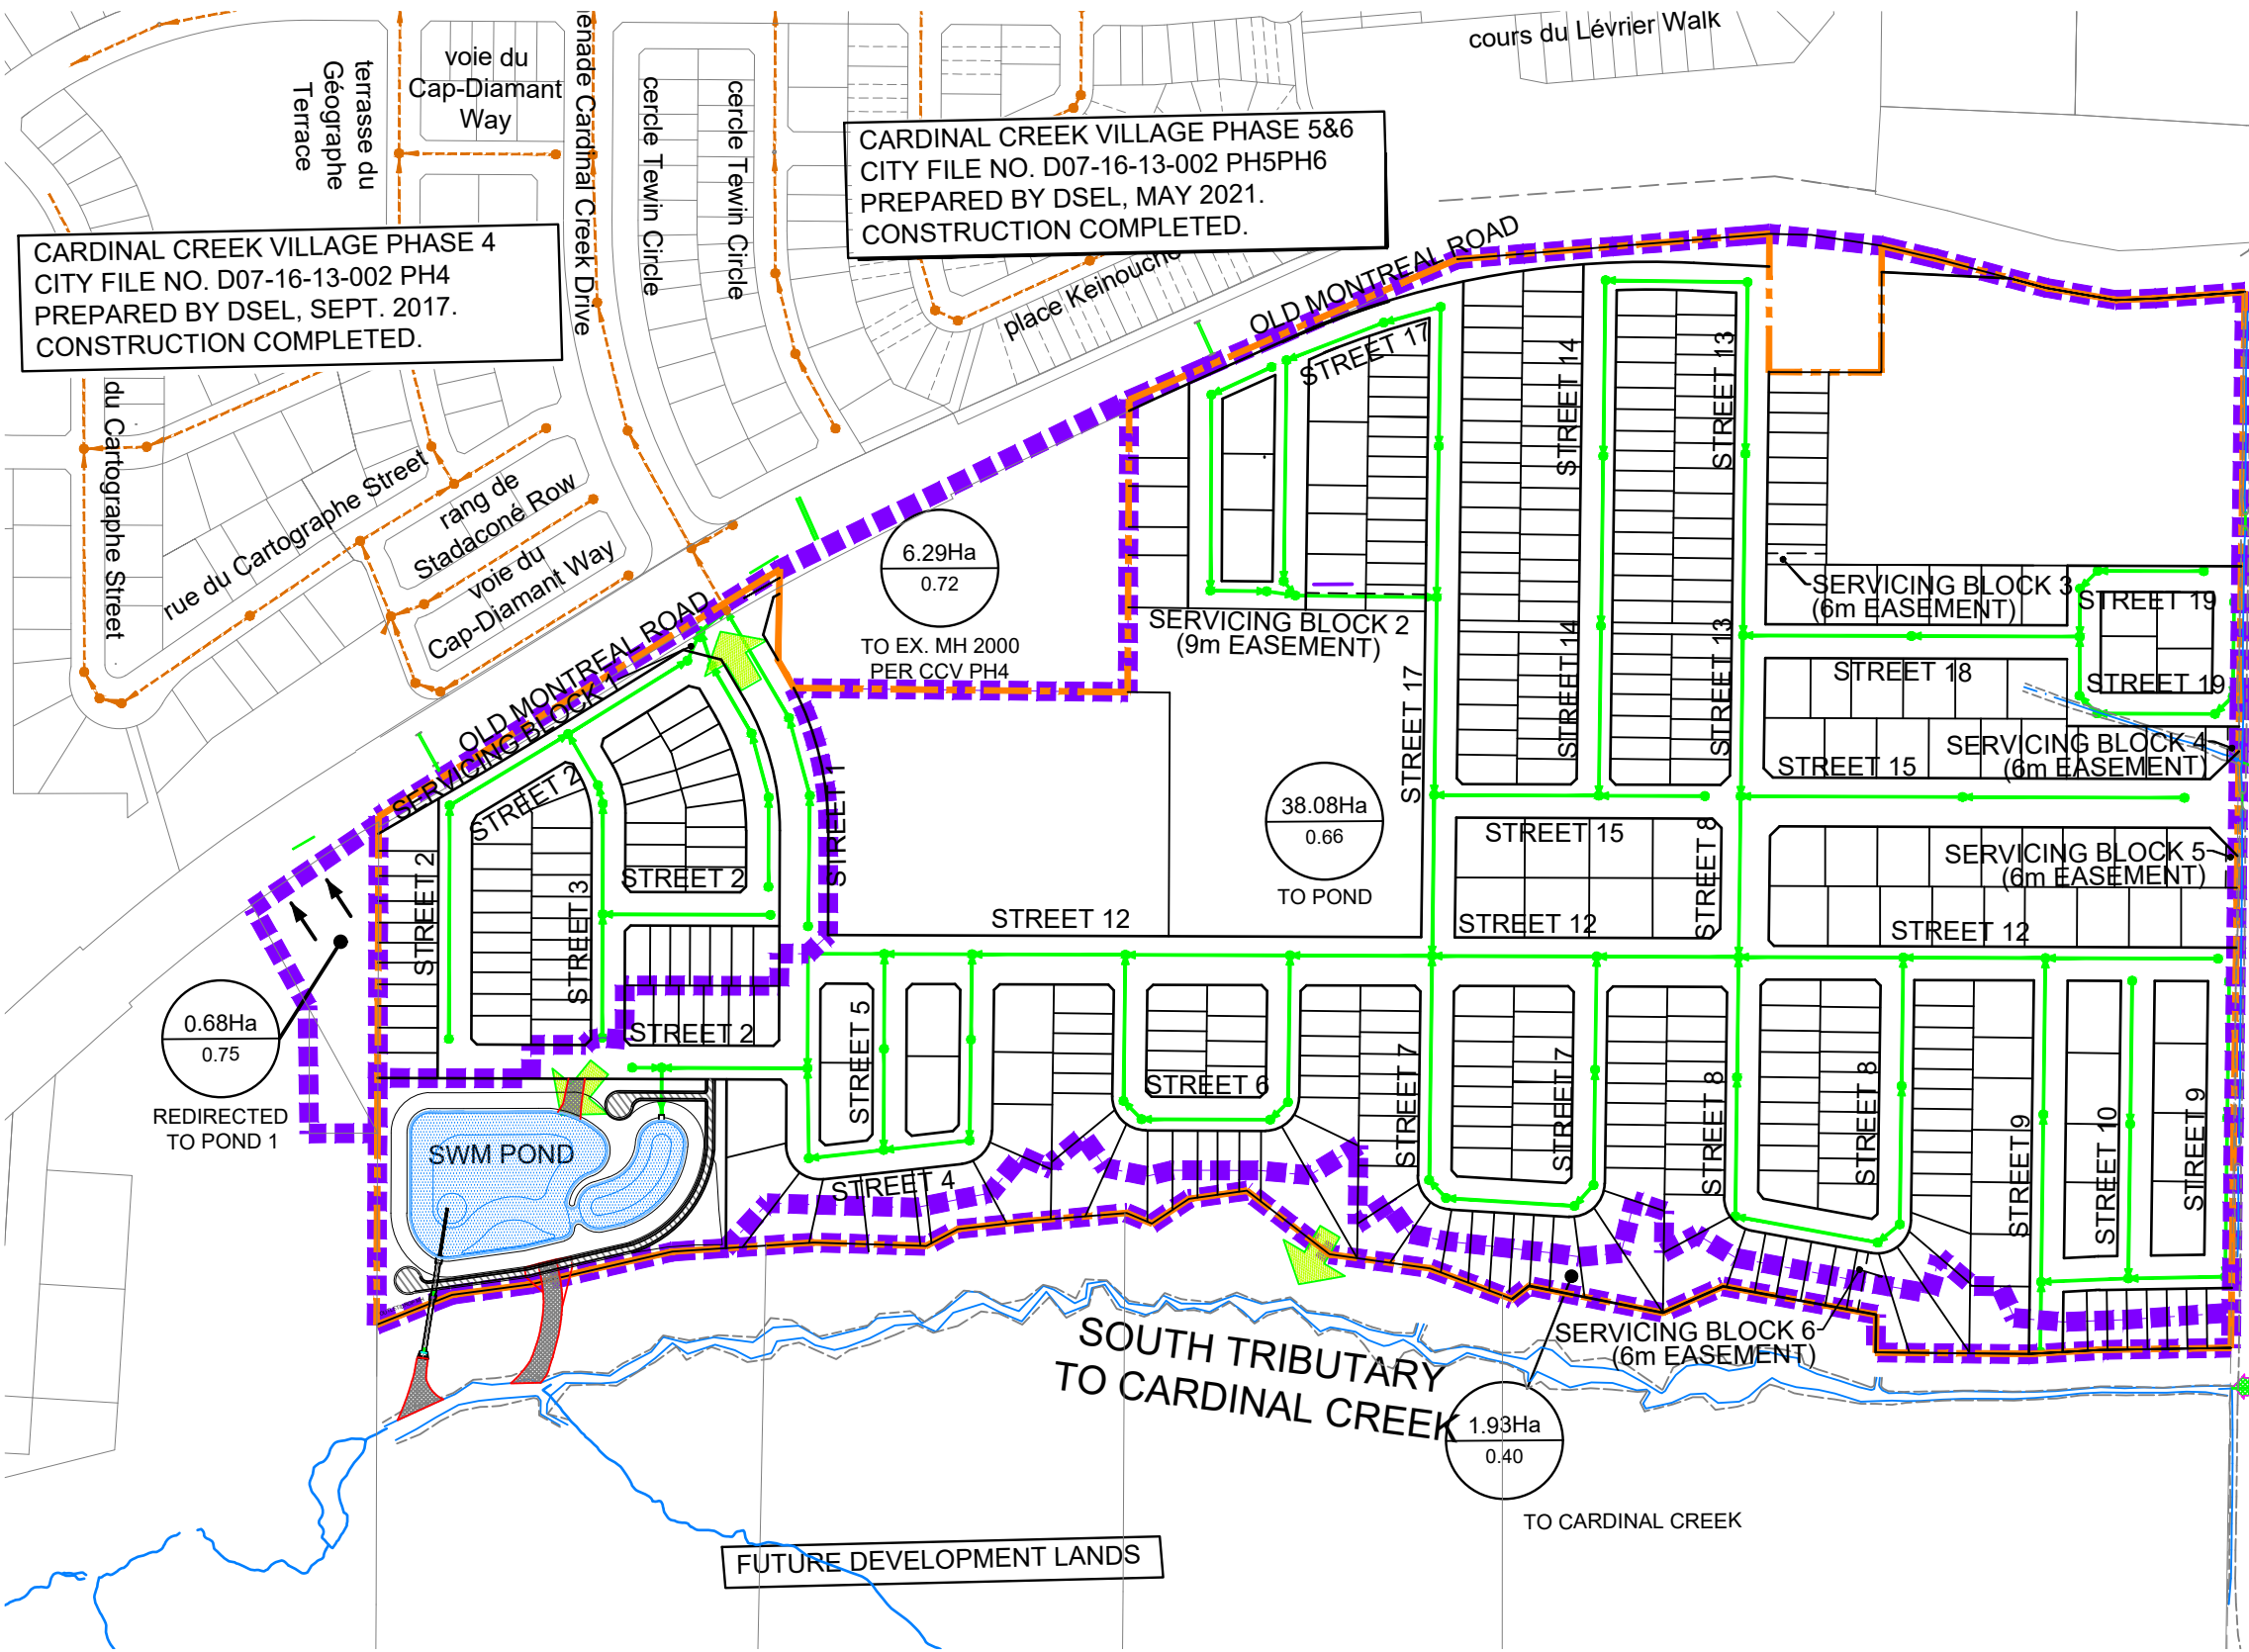 cours du Lévrier Walk
voie du
Cap-Diamant
Way
terrasse du
Géographe
Terrace
Cardinal Creek Drive
cercle Tewin Circle
cercle Tewin Circle
CARDINAL CREEK VILLAGE PHASE 5&6
CITY FILE NO. D07-16-13-002 PH5PH6
PREPARED BY DSEL, MAY 2021.
CONSTRUCTION COMPLETED.
CARDINAL CREEK VILLAGE PHASE 4
CITY FILE NO. D07-16-13-002 PH4
PREPARED BY DSEL, SEPT. 2017.
CONSTRUCTION COMPLETED.
place
OLD MONTREAL ROAD
du Cartographe Street
rue du Cartographe Street
rang de
Stadaconé Row
voie du
Cap-Diamant Way
6.29Ha
0.72
TO EX. MH 2000
PER CCV PH4
STREET 17
STREET 14
STREET 13
SERVICING BLOCK 2
(9m EASEMENT)
SERVICING BLOCK 3
(6m EASEMENT)
STREET 19
STREET 14
STREET 13
STREET 18
STREET 19
OLD MONTREAL ROAD
SERVICING BLOCK 1
STREET 17
SERVICING BLOCK 4
(6m EASEMENT)
STREET 15
STREET 2
STREET 1
38.08Ha
0.66
TO POND
STREET 15
STREET 8
SERVICING BLOCK 5
(6m EASEMENT)
STREET 2
STREET 3
STREET 2
STREET 12
STREET 12
STREET 12
0.68Ha
0.75
REDIRECTED
TO POND 1
STREET 2
STREET 5
STREET 6
STREET 7
STREET 7
STREET 8
STREET 8
STREET 9
STREET 10
STREET 9
SWM POND
STREET 4
SERVICING BLOCK 6
(6m EASEMENT)
SOUTH TRIBUTARY
TO CARDINAL CREEK
1.93Ha
0.40
TO CARDINAL CREEK
FUTURE DEVELOPMENT LANDS